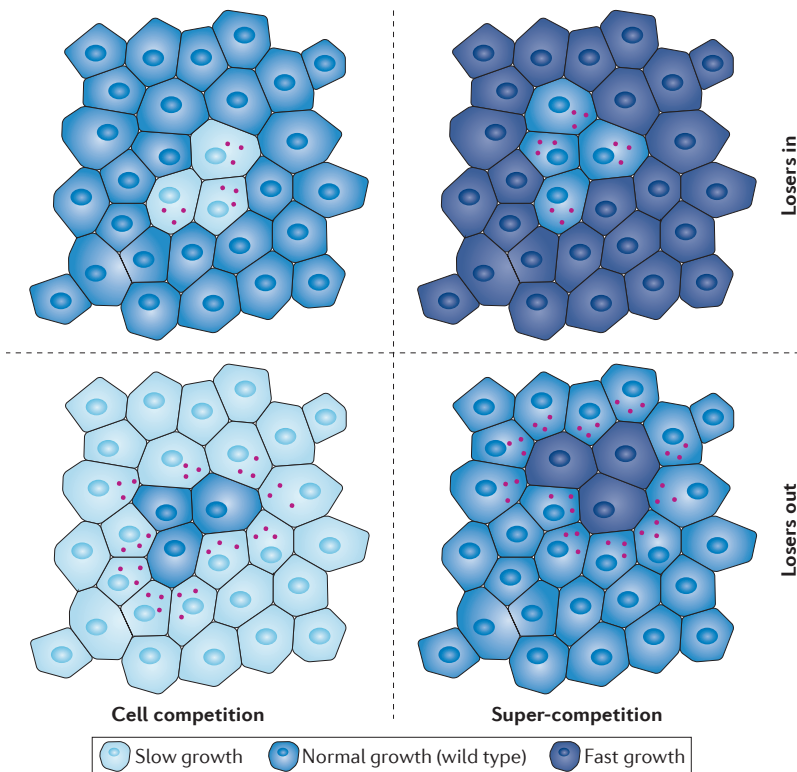 Losers in
Losers out
Cell competition
Super-competition
Slow growth
Normal growth (wild type)
Fast growth